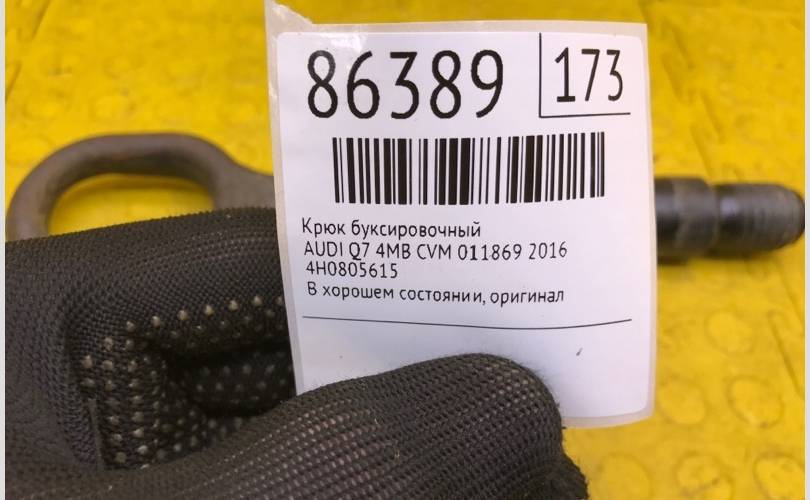 86389
173
Крюк буксировочный
AUDI Q7 4MB CVM 011869 2016
4H0805615
В хорошем состоянии, оригинал